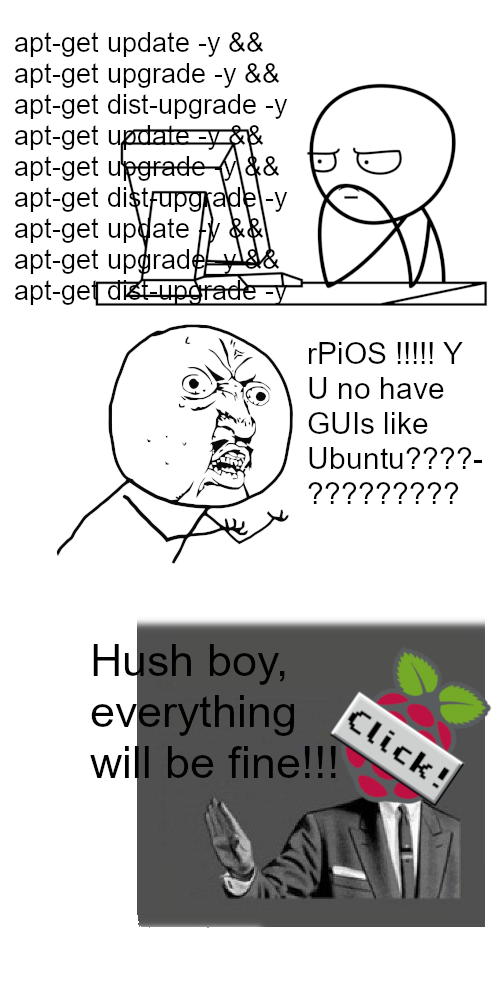 apt-get update -y &&
apt-get upgrade -y &&
apt-get dist-upgrade -y
apt-get update -y &&
apt-get upgrade -y &&
apt-get dist-upgrade -y
apt-get update -y &&
apt-get upgrade -y &&
apt-get dist-upgrade -y
rPiOS !!!!! Y
U no have
GUIs like
Ubuntu????-
?????????
Hush boy,
everything
will be fine!!!
Click!